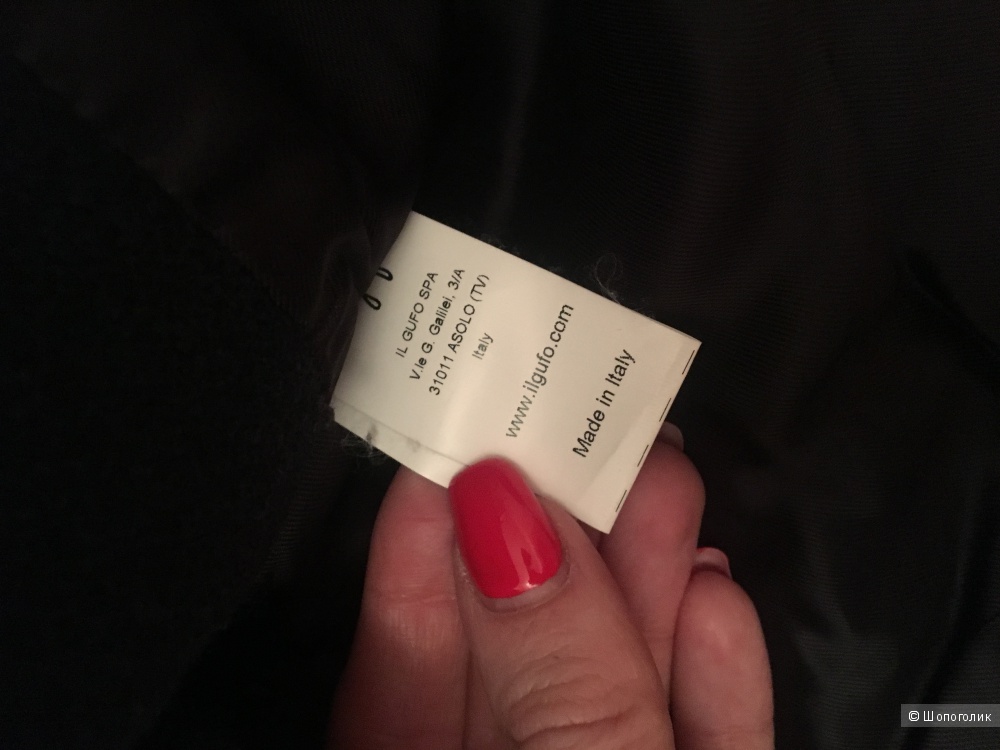 IL GUFO SPA
V.le G. Galilei, 3/A
31011 ASOLO (TV)
Italy
www.ilgufo.com
Made in Italy
© Шопоголик